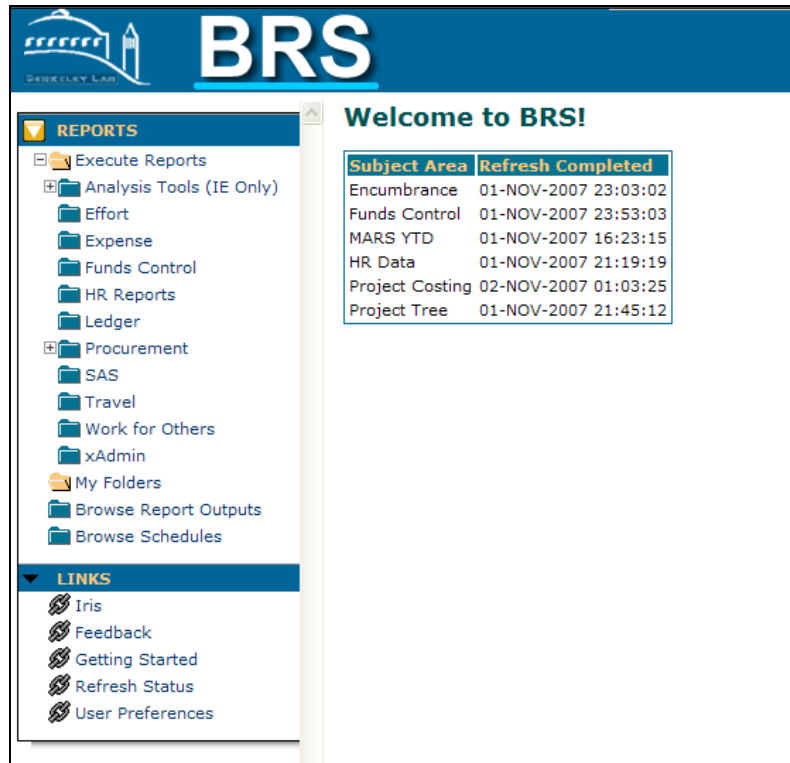 BERKELEY LAB
BRS
REPORTS
Execute Reports
Analysis Tools (IE Only)
Effort
Expense
Funds Control
HR Reports
Ledger
Procurement
SAS
Travel
Work for Others
xAdmin
My Folders
Browse Report Outputs
Browse Schedules
LINKS
Iris
Feedback
Getting Started
Refresh Status
User Preferences
Welcome to BRS!
Subject Area Refresh Completed
Encumbrance 01-NOV-2007 23:03:02
Funds Control 01-NOV-2007 23:53:03
MARS YTD 01-NOV-2007 16:23:15
HR Data 01-NOV-2007 21:19:19
Project Costing 02-NOV-2007 01:03:25
Project Tree 01-NOV-2007 21:45:12